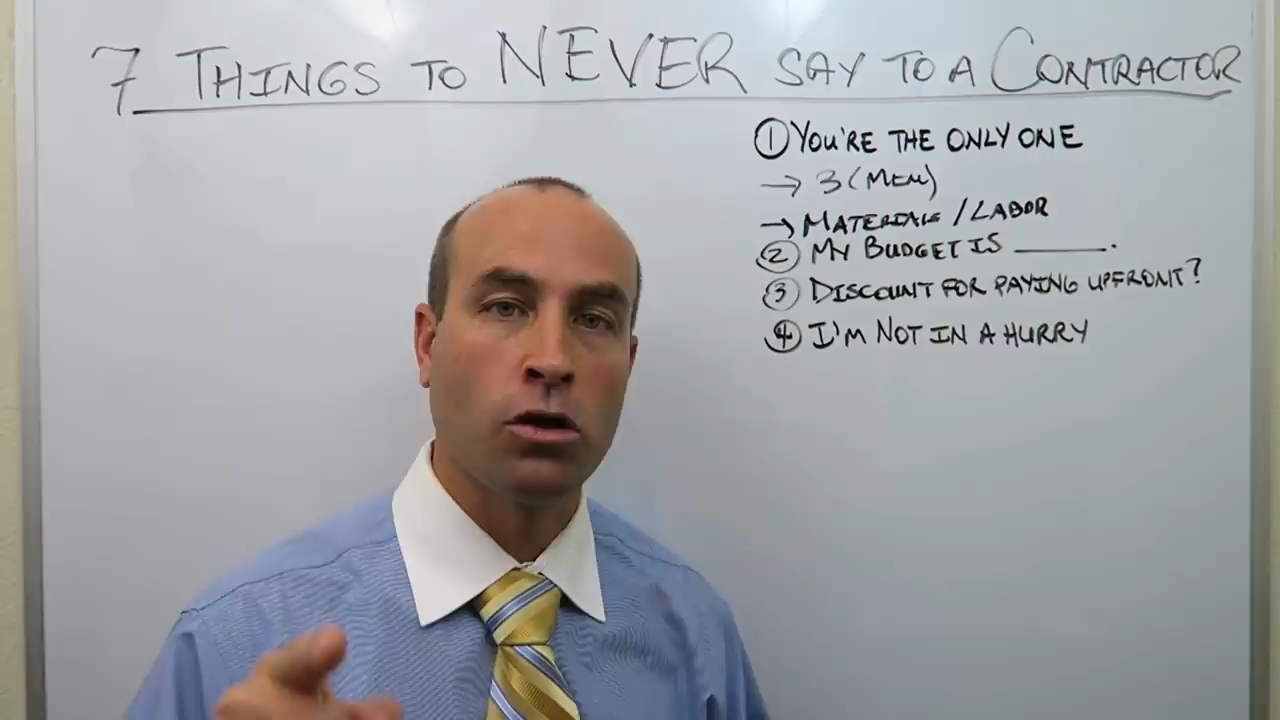 7 THINGS TO NEVER SAY TO A CONTRACTOR
① YOU'RE THE ONLY ONE
→ 3 (MEN)
→ MATERIALS / LABOR
② MY BUDGET IS ______.
③ DISCOUNT FOR PAYING UPFRONT?
④ I'M NOT IN A HURRY